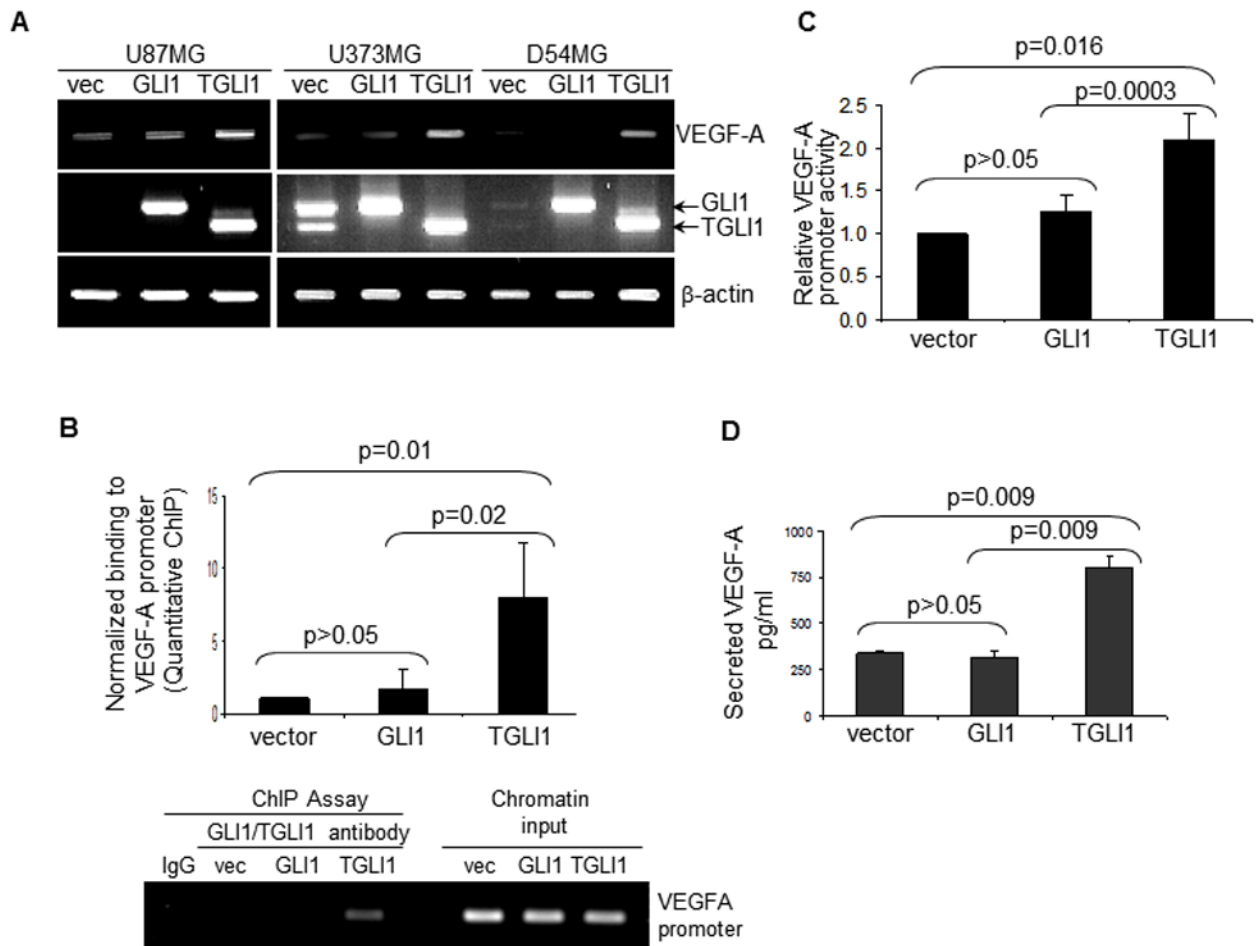 A
U87MG U373MG D54MG
vec GLI1 TGLI1 vec GLI1 TGLI1 vec GLI1 TGLI1
VEGF-A
GLI1
TGLI1
β-actin
B
Normalized binding to
VEGF-A promoter
(Quantitative ChIP)
p=0.01
p=0.02
p>0.05
15
10
5
0
vector GLI1 TGLI1
ChIP Assay Chromatin
input
GLI1/TGLI1 antibody
IgG vec GLI1 TGLI1 vec GLI1 TGLI1
VEGFA
promoter
C
Relative VEGF-A
promoter activity
p=0.016
p=0.0003
p>0.05
2.5
2.0
1.5
1.0
0.5
0.0
vector GLI1 TGLI1
D
Secreted VEGF-A
pg/ml
p=0.009
p=0.009
p>0.05
1000
750
500
250
0
vector GLI1 TGLI1